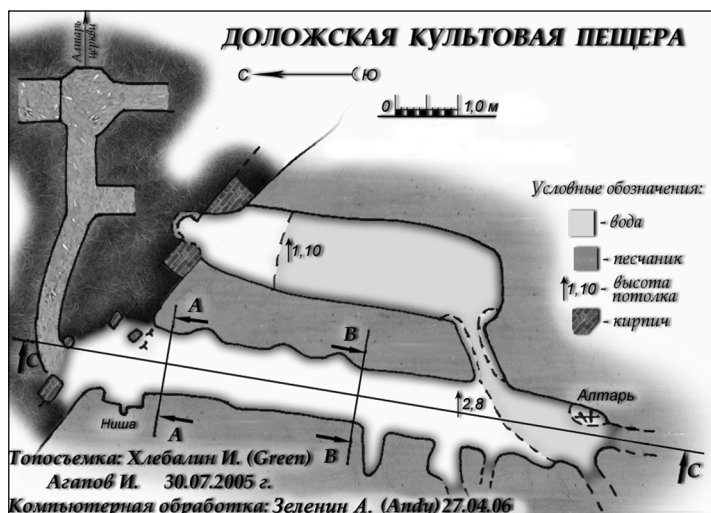 ДОЛОЖСКАЯ КУЛЬТОВАЯ ПЕЩЕРА
Алтарь
церкви
С Ю
0 1,0 м
Условные обозначения:
- вода
- песчаник
1,10 - высота
потолка
- кирпич
1,10
А
В
С
2,8
Алтарь
Ниша
А
В
С
Топосъемка: Хлебалин И. (Green)
Агапов И. 30.07.2005 г.
Компьютерная обработка: Зеленин А. (Andy) 27.04.06